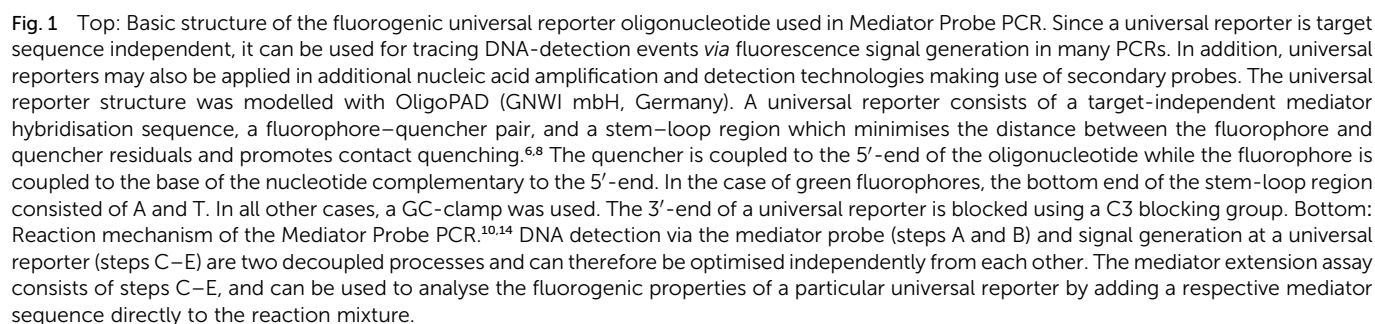 Fig. 1 Top: Basic structure of the fluorogenic universal reporter oligonucleotide used in Mediator Probe PCR. Since a universal reporter is target
sequence independent, it can be used for tracing DNA-detection events via fluorescence signal generation in many PCRs. In addition, universal
reporters may also be applied in additional nucleic acid amplification and detection technologies making use of secondary probes. The universal
reporter structure was modelled with OligoPAD (GNWI mbH, Germany). A universal reporter consists of a target-independent mediator
hybridisation sequence, a fluorophore–quencher pair, and a stem–loop region which minimises the distance between the fluorophore and
quencher residuals and promotes contact quenching.⁶,⁸ The quencher is coupled to the 5′-end of the oligonucleotide while the fluorophore is
coupled to the base of the nucleotide complementary to the 5′-end. In the case of green fluorophores, the bottom end of the stem-loop region
consisted of A and T. In all other cases, a GC-clamp was used. The 3′-end of a universal reporter is blocked using a C3 blocking group. Bottom:
Reaction mechanism of the Mediator Probe PCR.¹⁰,¹⁴ DNA detection via the mediator probe (steps A and B) and signal generation at a universal
reporter (steps C–E) are two decoupled processes and can therefore be optimised independently from each other. The mediator extension assay
consists of steps C–E, and can be used to analyse the fluorogenic properties of a particular universal reporter by adding a respective mediator
sequence directly to the reaction mixture.